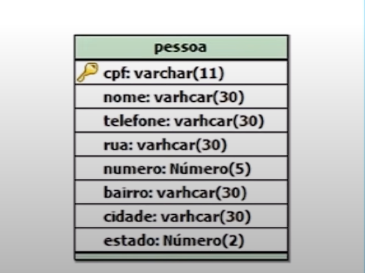 pessoa
cpf: varchar(11)
nome: varhcar(30)
telefone: varhcar(30)
rua: varhcar(30)
numero: Número(5)
bairro: varhcar(30)
cidade: varhcar(30)
estado: Número(2)